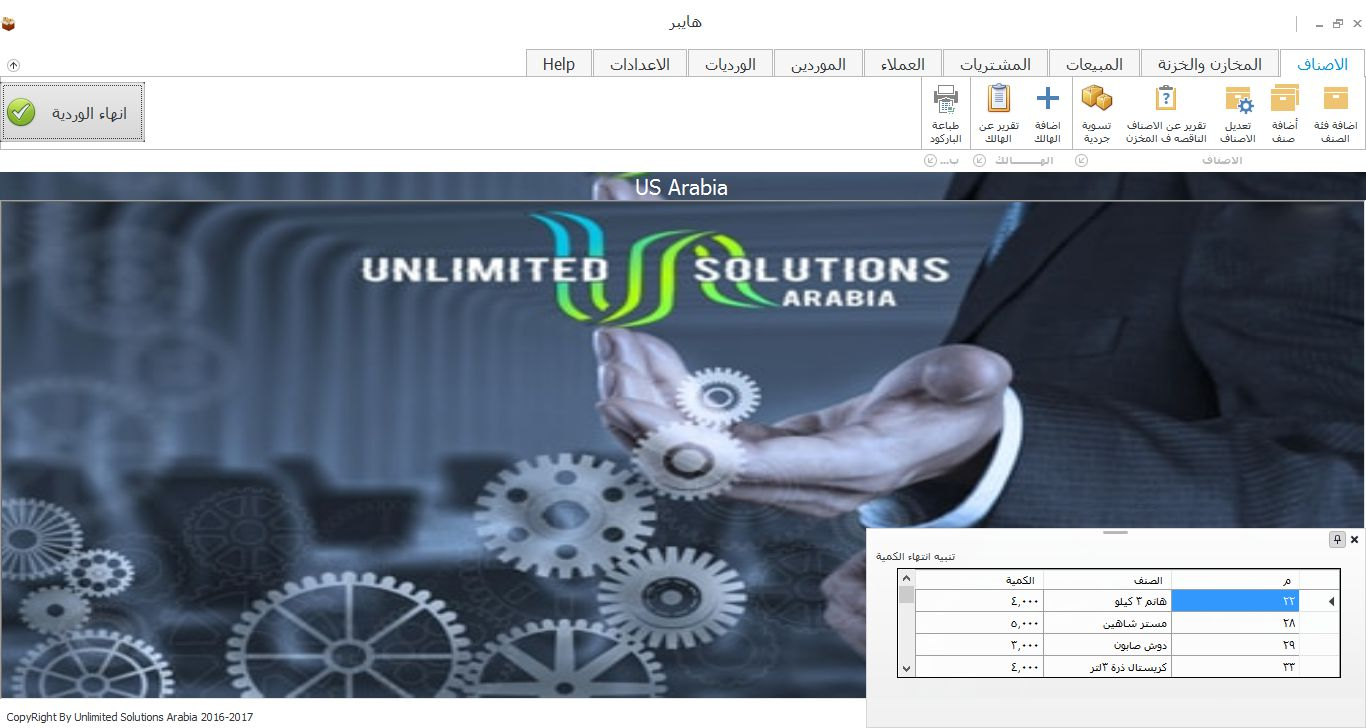 هايبر
الاصناف
المخازن والخزنة
المبيعات
المشتريات
العملاء
الموردين
الورديات
الاعدادات
Help
اضافة فئة
الصنف
أضافة
صنف
تعديل
الاصناف
تقرير عن الاصناف
الناقصه ف المخزن
تسوية
جردية
اضافة
الهالك
تقرير عن
الهالك
طباعة
الباركود
انهاء الوردية
الاصناف
الهـــــــالك
بـ...
US Arabia
UNLIMITED SOLUTIONS
ARABIA
تنبيه انتهاء الكمية
م الصنف الكمية
٢٢ هانم ٣ كيلو ٤,٠٠٠
٢٨ مستر شاهين ٥,٠٠٠
٢٩ دوش صابون ٣,٠٠٠
٣٣ كريستال ذرة ٣لتر ٤,٠٠٠
CopyRight By Unlimited Solutions Arabia 2016-2017